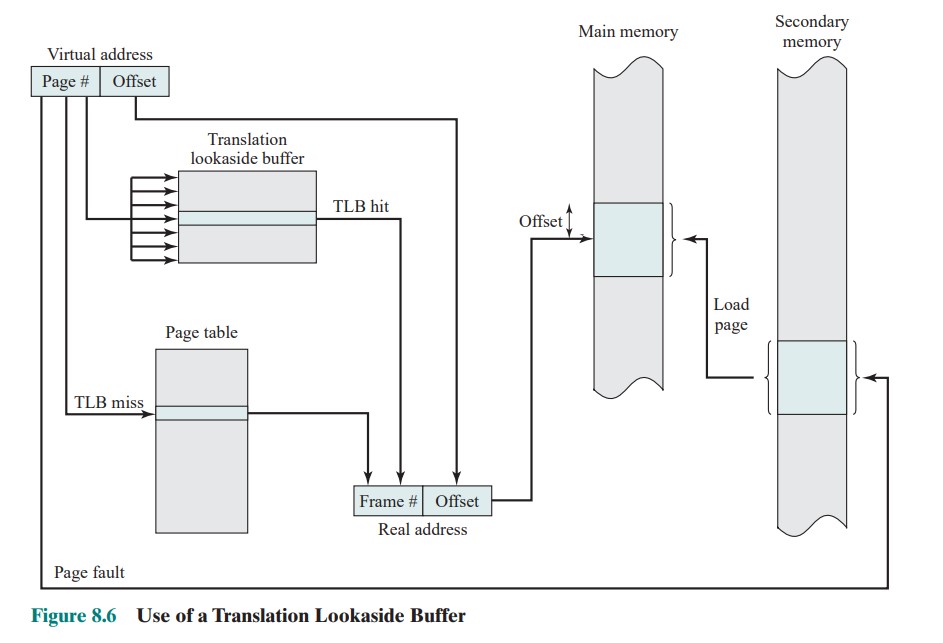 Virtual address
Page #
Offset
Translation
lookaside buffer
TLB hit
Page table
TLB miss
Frame #
Offset
Real address
Page fault
Main memory
Offset
Load
page
Secondary
memory
Figure 8.6 Use of a Translation Lookaside Buffer